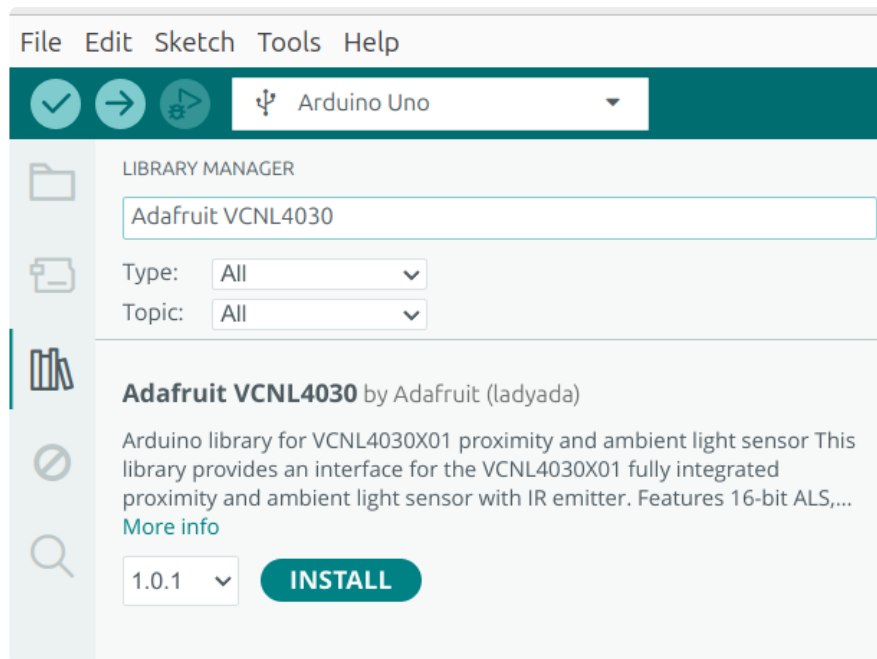 File Edit Sketch Tools Help
Arduino Uno
LIBRARY MANAGER
Adafruit VCNL4030
Type: All
Topic: All
Adafruit VCNL4030 by Adafruit (ladyada)
Arduino library for VCNL4030X01 proximity and ambient light sensor This
library provides an interface for the VCNL4030X01 fully integrated
proximity and ambient light sensor with IR emitter. Features 16-bit ALS,...
More info
1.0.1 INSTALL